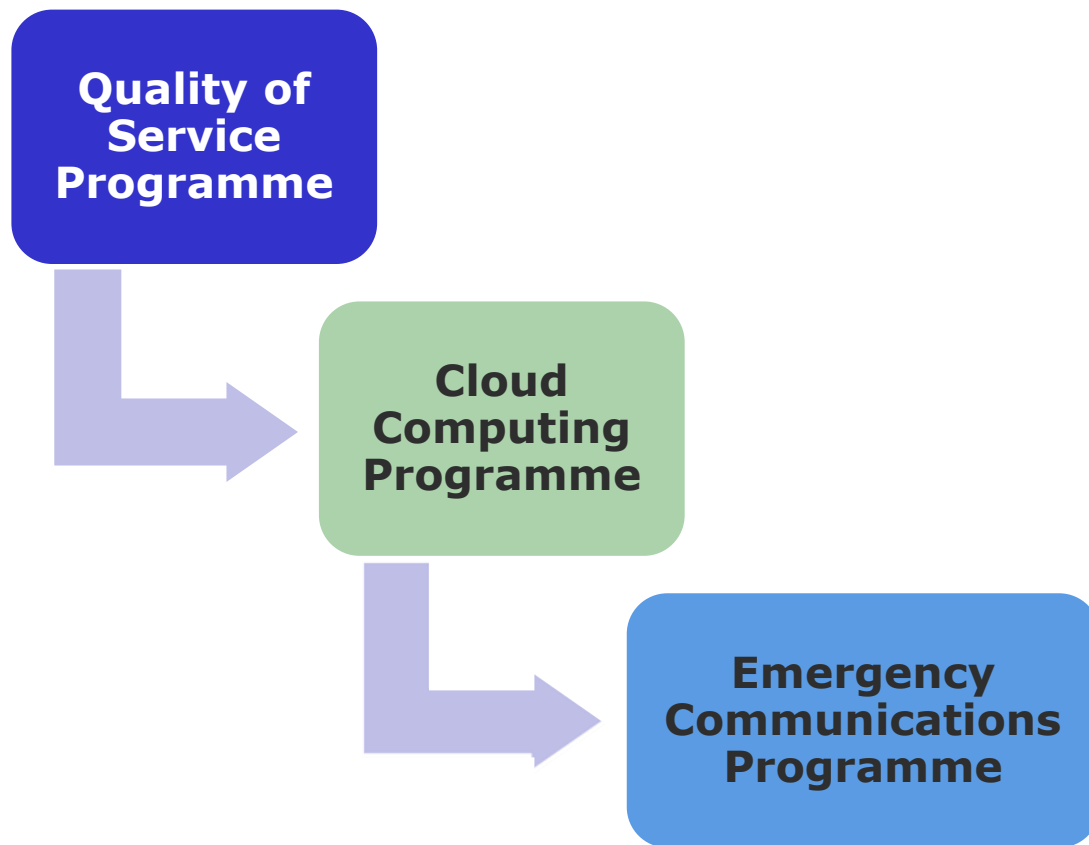 Quality of
Service
Programme
Cloud
Computing
Programme
Emergency
Communications
Programme